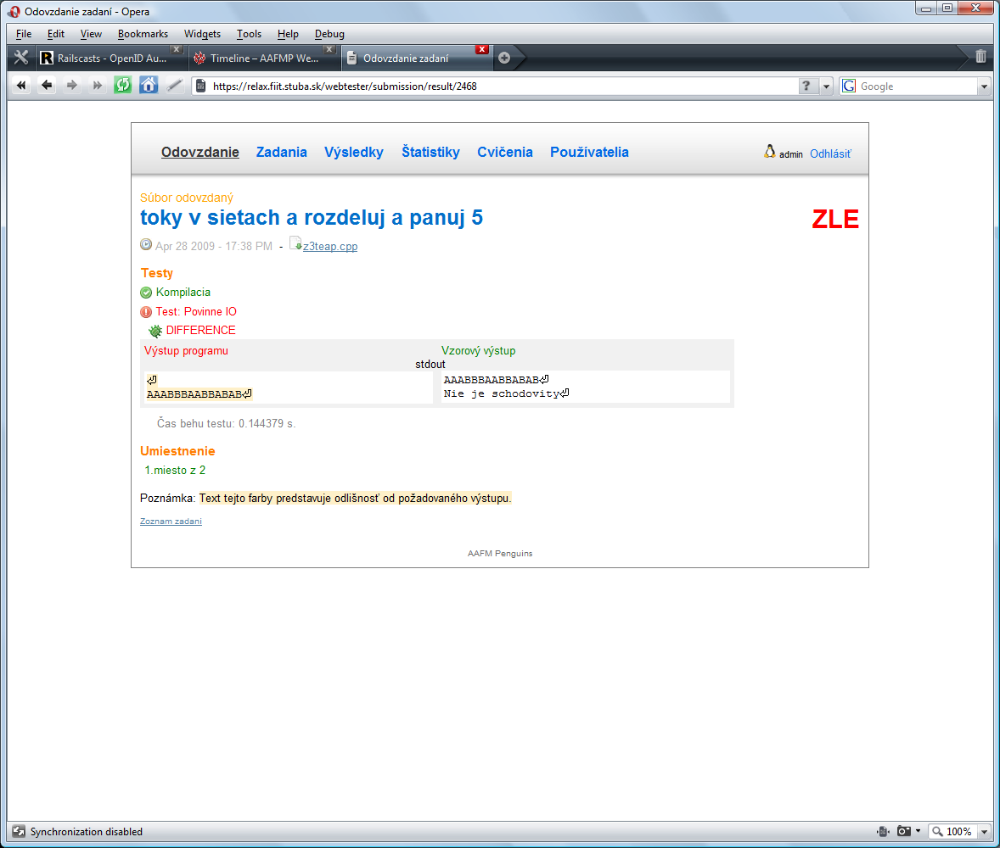 Odovzdanie zadaní - Opera
File Edit View Bookmarks Widgets Tools Help Debug
Railscasts - OpenID Au... Timeline – AAFMP We... Odovzdanie zadaní
https://relax.fiit.stuba.sk/webtester/submission/result/2468 ? G Google
Odovzdanie Zadania Výsledky Štatistiky Cvičenia Používatelia admin Odhlásiť
Súbor odovzdaný
toky v sietach a rozdeluj a panuj 5 ZLE
Apr 28 2009 - 17:38 PM - z3teap.cpp
Testy
Kompilacia
Test: Povinne IO
DIFFERENCE
Výstup programu Vzorový výstup
stdout
⏎ AAABBBAABBABAB⏎
AAABBBAABBABAB⏎ Nie je schodovity⏎
Čas behu testu: 0.144379 s.
Umiestnenie
1.miesto z 2
Poznámka: Text tejto farby predstavuje odlišnosť od požadovaného výstupu.
Zoznam zadani
AAFM Penguins
Synchronization disabled 100%